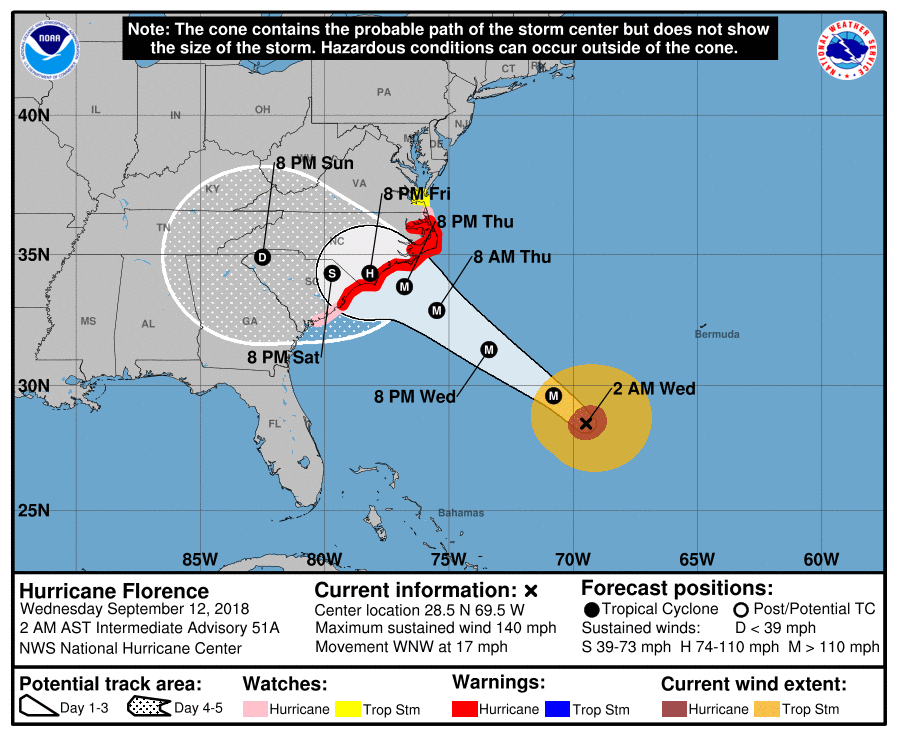 Note: The cone contains the probable path of the storm center but does not show
the size of the storm. Hazardous conditions can occur outside of the cone.
NOAA
NATIONAL WEATHER SERVICE
CT
PA
40N
IL
IN
OH
NJ
DE
8 PM Sun
VA
KY
8 PM Fri
8 PM Thu
TN
NC
35N
D
S
H
M
8 AM Thu
SC
M
MS
AL
GA
Bermuda
8 PM Sat
M
30N
8 PM Wed
M
2 AM Wed
FL
25N
Bahamas
85W
80W
75W
70W
65W
60W
Hurricane Florence
Wednesday September 12, 2018
2 AM AST Intermediate Advisory 51A
NWS National Hurricane Center
Current information:
Center location 28.5 N 69.5 W
Maximum sustained wind 140 mph
Movement WNW at 17 mph
Forecast positions:
Tropical Cyclone Post/Potential TC
Sustained winds: D < 39 mph
S 39-73 mph H 74-110 mph M > 110 mph
Potential track area:
Day 1-3 Day 4-5
Watches:
Hurricane Trop Stm
Warnings:
Hurricane Trop Stm
Current wind extent:
Hurricane Trop Stm